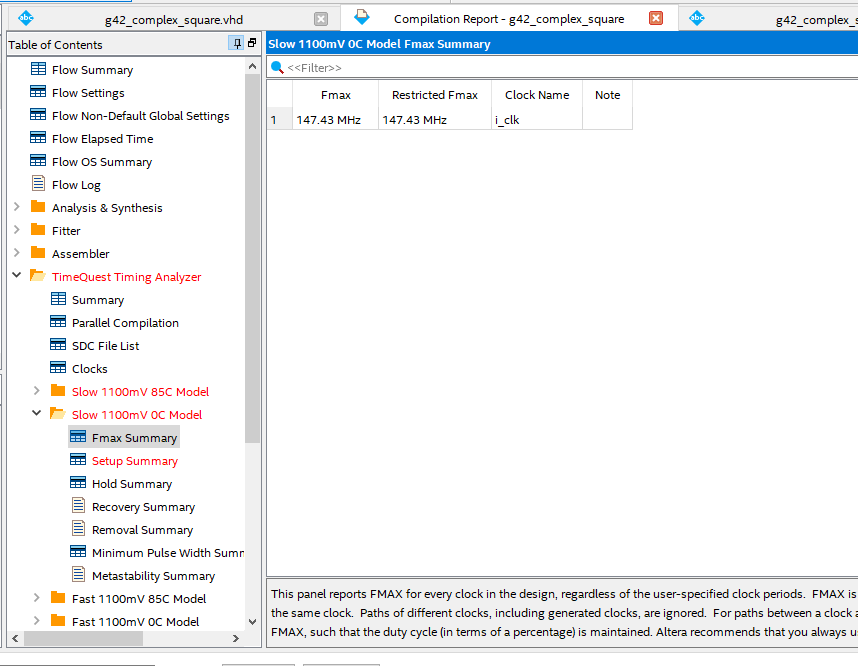 abc g42_complex_square.vhd
Compilation Report - g42_complex_square
abc g42_complex_s
Table of Contents
Flow Summary
Flow Settings
Flow Non-Default Global Settings
Flow Elapsed Time
Flow OS Summary
Flow Log
Analysis & Synthesis
Fitter
Assembler
TimeQuest Timing Analyzer
Summary
Parallel Compilation
SDC File List
Clocks
Slow 1100mV 85C Model
Slow 1100mV 0C Model
Fmax Summary
Setup Summary
Hold Summary
Recovery Summary
Removal Summary
Minimum Pulse Width Summ
Metastability Summary
Fast 1100mV 85C Model
Fast 1100mV 0C Model
Slow 1100mV 0C Model Fmax Summary
<<Filter>>
Fmax Restricted Fmax Clock Name Note
1 147.43 MHz 147.43 MHz i_clk
This panel reports FMAX for every clock in the design, regardless of the user-specified clock periods. FMAX is
the same clock. Paths of different clocks, including generated clocks, are ignored. For paths between a clock a
FMAX, such that the duty cycle (in terms of a percentage) is maintained. Altera recommends that you always u